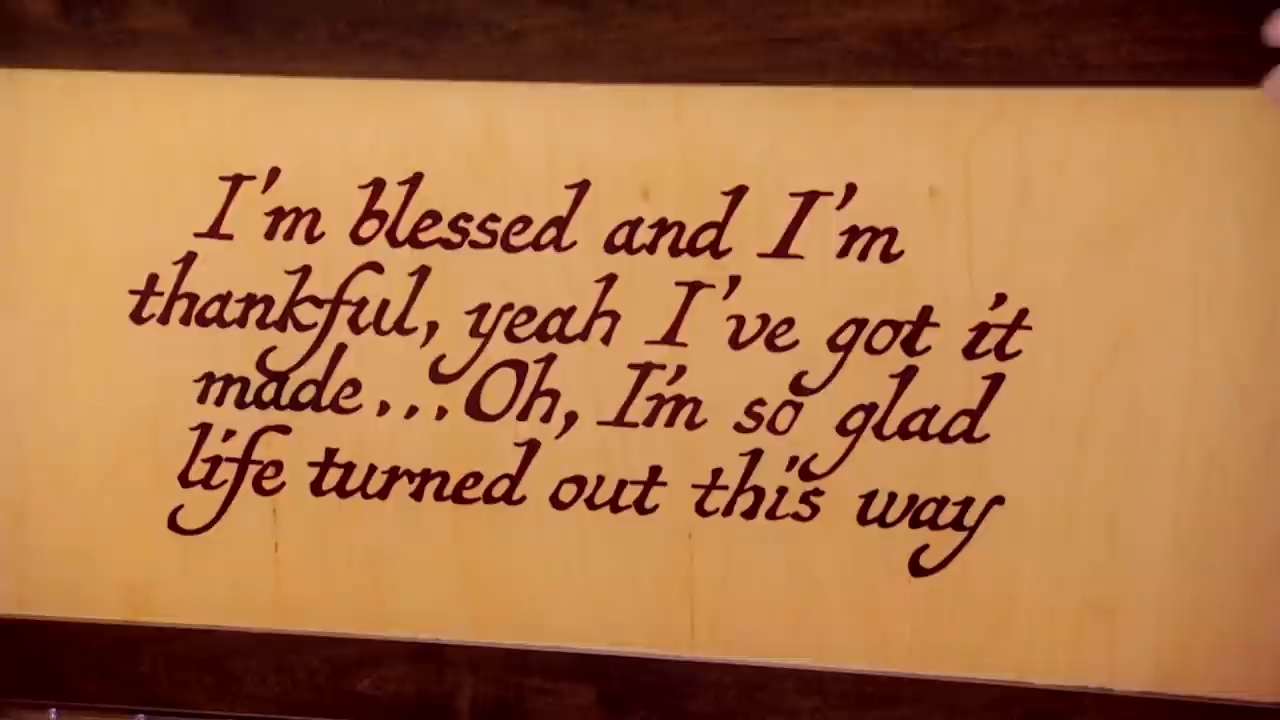 I'm blessed and I'm
thankful, yeah I've got it
made...Oh, I'm so glad
life turned out this way